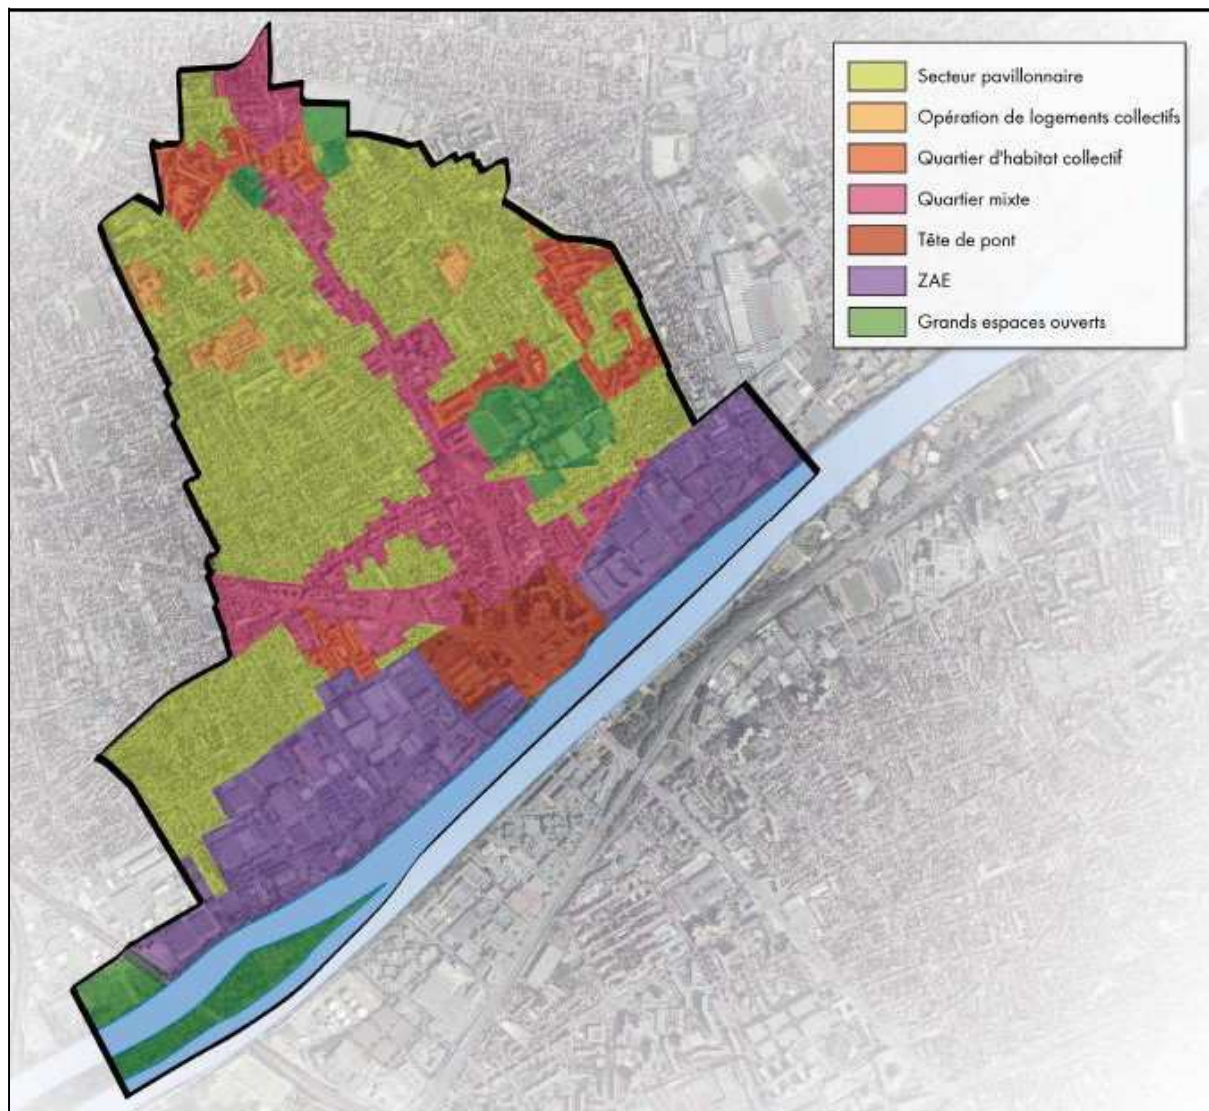 Secteur pavillonnaire
Opération de logements collectifs
Quartier d'habitat collectif
Quartier mixte
Tête de pont
ZAE
Grands espaces ouverts